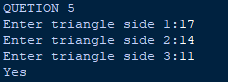 QUETION 5
Enter triangle side 1:17
Enter triangle side 2:14
Enter triangle side 3:11
Yes